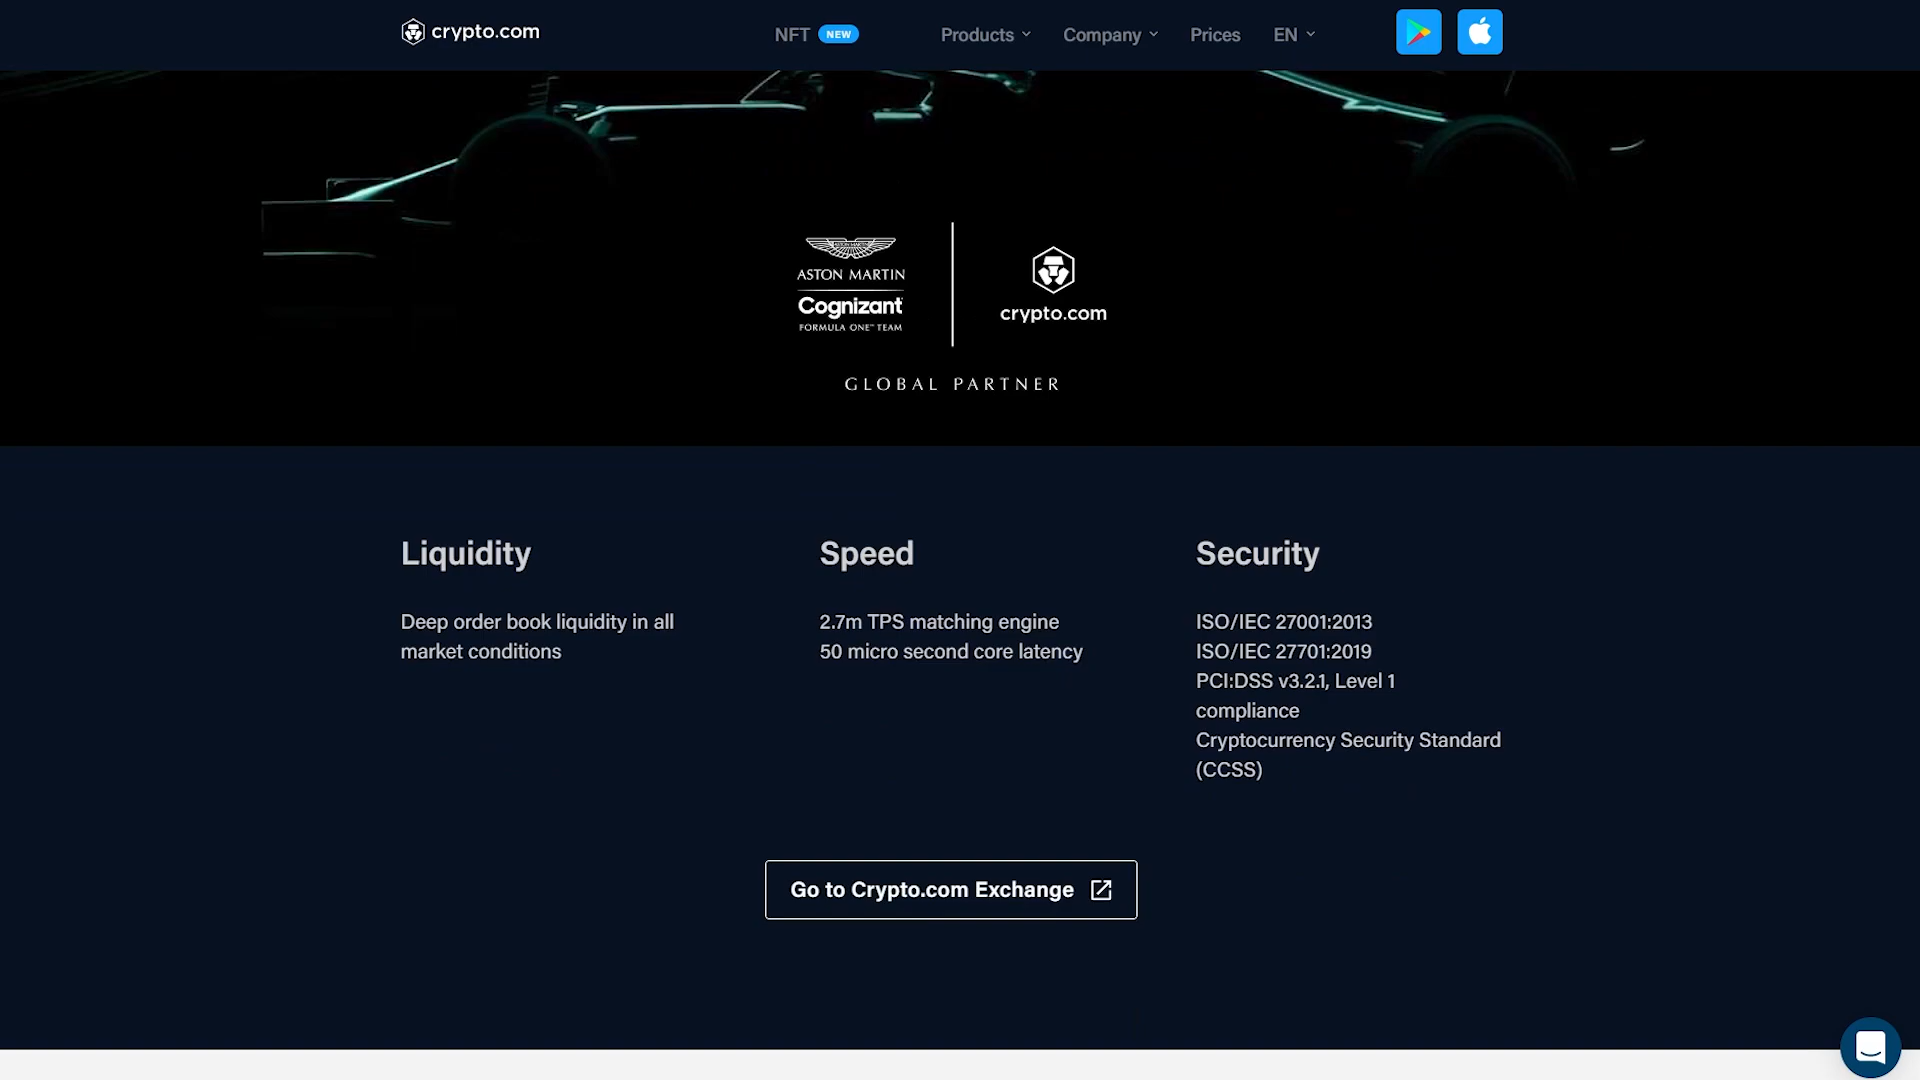 crypto.com
NFT NEW Products Company Prices EN
ASTON MARTIN
Cognizant
FORMULA ONE™ TEAM
crypto.com
GLOBAL PARTNER
Liquidity
Deep order book liquidity in all
market conditions
Speed
2.7m TPS matching engine
50 micro second core latency
Security
ISO/IEC 27001:2013
ISO/IEC 27701:2019
PCI:DSS v3.2.1, Level 1
compliance
Cryptocurrency Security Standard
(CCSS)
Go to Crypto.com Exchange